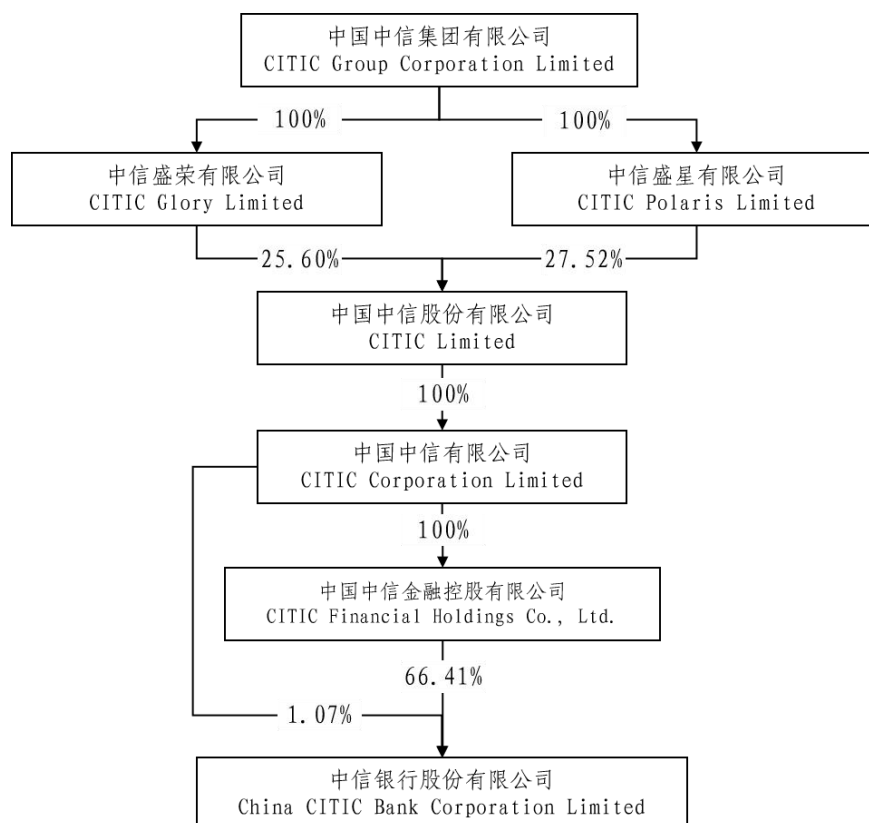 中国中信集团有限公司
CITIC Group Corporation Limited
100%
100%
中信盛荣有限公司
CITIC Glory Limited
中信盛星有限公司
CITIC Polaris Limited
25.60%
27.52%
中国中信股份有限公司
CITIC Limited
100%
中国中信有限公司
CITIC Corporation Limited
100%
中国中信金融控股有限公司
CITIC Financial Holdings Co., Ltd.
66.41%
1.07%
中信银行股份有限公司
China CITIC Bank Corporation Limited